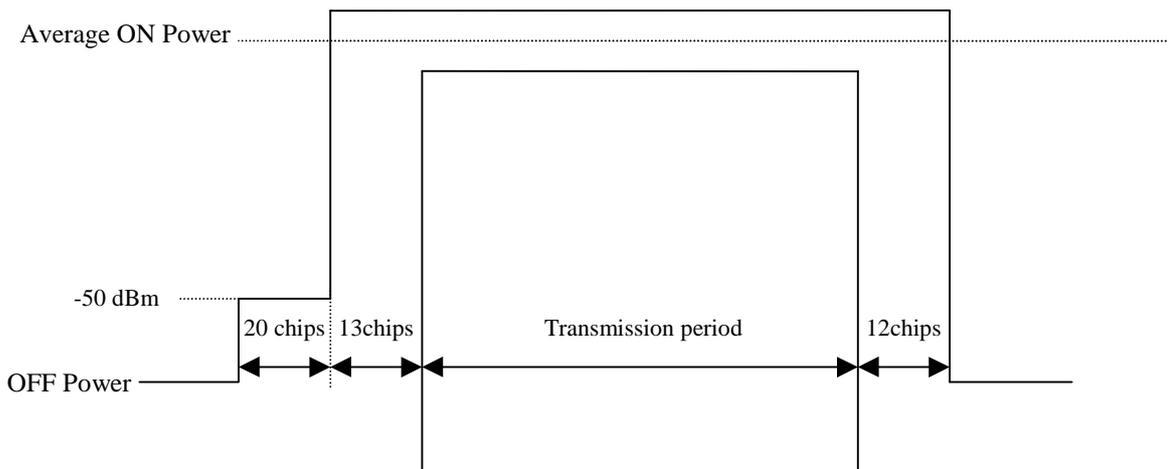 Average ON Power
-50 dBm
20 chips
13chips
Transmission period
12chips
OFF Power